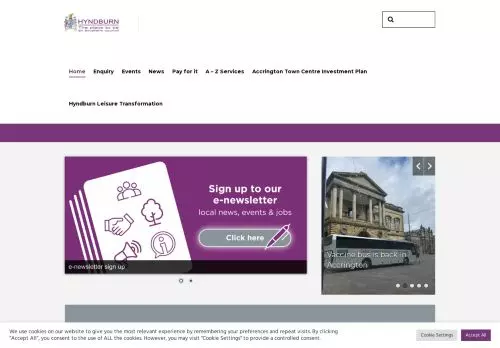 HYNDBURN
The place to be
an excellent council
Home
Enquiry
Events
News
Pay for it
A – Z Services
Accrington Town Centre Investment Plan
Hyndburn Leisure Transformation
Sign up to our
e-newsletter
local news, events & jobs
Click here
e-newsletter sign up
Vaccine bus is back in
Accrington
We use cookies on our website to give you the most relevant experience by remembering your preferences and repeat visits. By clicking
"Accept All", you consent to the use of ALL the cookies. However, you may visit "Cookie Settings" to provide a controlled consent.
Cookie Settings
Accept All